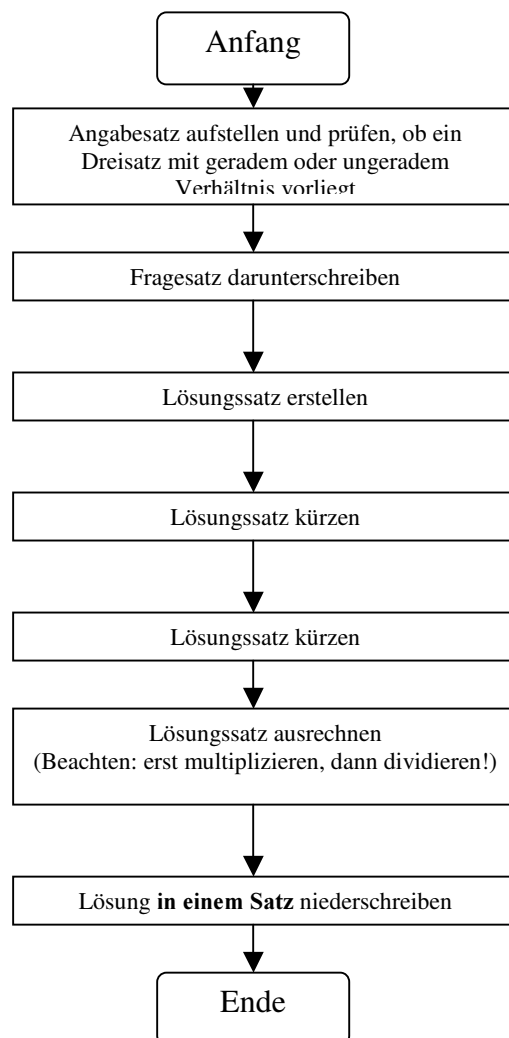 Anfang
Angabesatz aufstellen und prüfen, ob ein
Dreisatz mit geradem oder ungeradem
Verhältnis vorliegt
Fragesatz darunterschreiben
Lösungssatz erstellen
Lösungssatz kürzen
Lösungssatz kürzen
Lösungssatz ausrechnen
(Beachten: erst multiplizieren, dann dividieren!)
Lösung in einem Satz niederschreiben
Ende